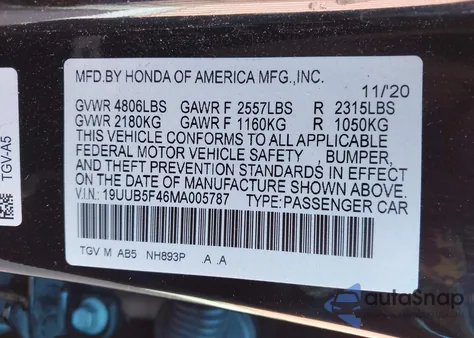 MFD.BY HONDA OF AMERICA MFG.,INC.
11/'20
GVWR 4806LBS GAWR F 2557LBS R 2315LBS
GVWR 2180KG GAWR F 1160KG R 1050KG
THIS VEHICLE CONFORMS TO ALL APPLICABLE
FEDERAL MOTOR VEHICLE SAFETY , BUMPER,
AND THEFT PREVENTION STANDARDS IN EFFECT
ON THE DATE OF MANUFACTURE SHOWN ABOVE.
V.I.N.: 19UUB5F46MA005787 TYPE:PASSENGER CAR
TGV M AB5 NH893P .A .A
TGV-A5
autoSnap